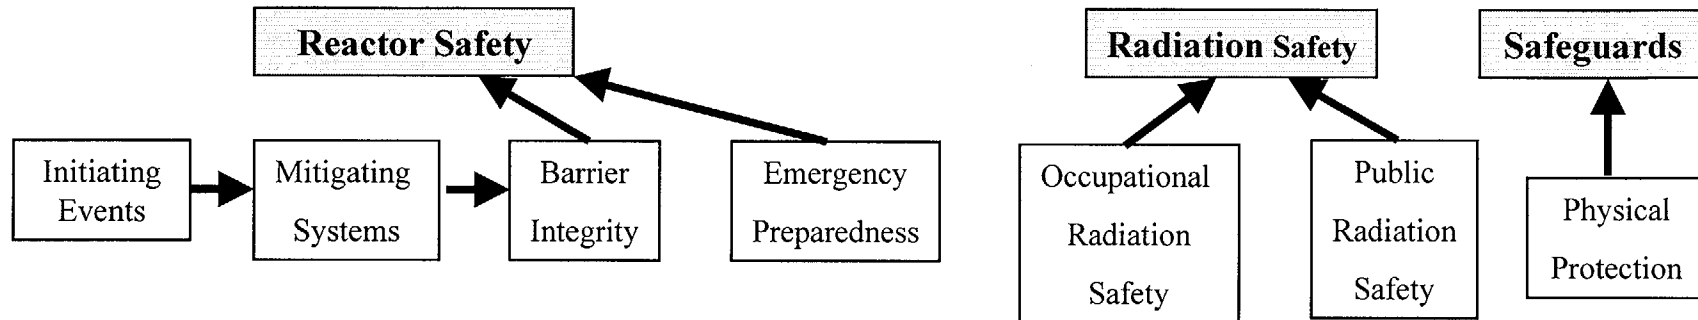 Reactor Safety
Radiation Safety
Safeguards
Initiating
Events
Mitigating
Systems
Barrier
Integrity
Emergency
Preparedness
Occupational
Radiation
Safety
Public
Radiation
Safety
Physical
Protection